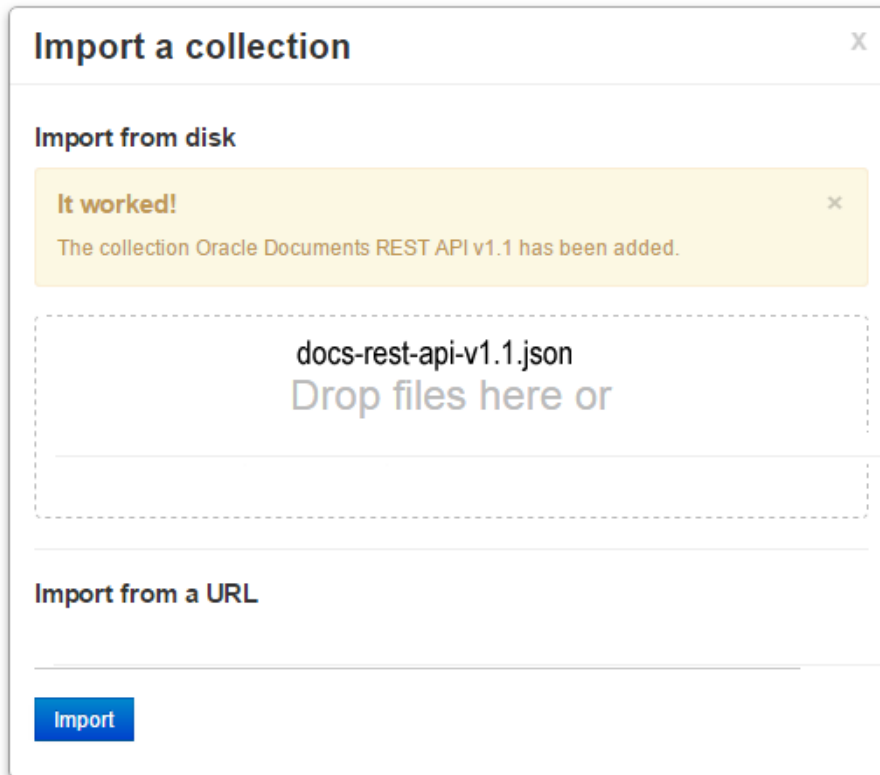 Import a collection
x
Import from disk
It worked!
×
The collection Oracle Documents REST API v1.1 has been added.
docs-rest-api-v1.1.json
Drop files here or
Import from a URL
Import